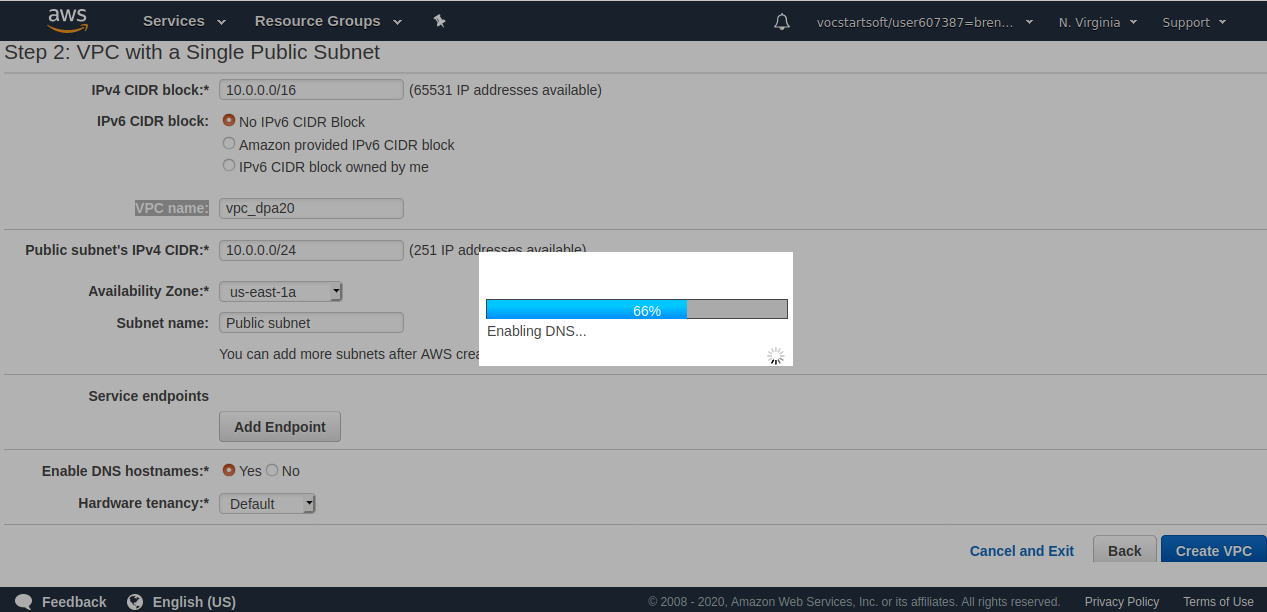 aws Services Resource Groups vocstartsoft/user607387=bren... N. Virginia Support
Step 2: VPC with a Single Public Subnet
IPv4 CIDR block:* 10.0.0.0/16 (65531 IP addresses available)
IPv6 CIDR block: No IPv6 CIDR Block
Amazon provided IPv6 CIDR block
IPv6 CIDR block owned by me
VPC name: vpc_dpa20
Public subnet's IPv4 CIDR:* 10.0.0.0/24 (251 IP addresses available)
Availability Zone:* us-east-1a
66%
Subnet name: Public subnet
Enabling DNS...
You can add more subnets after AWS crea
Service endpoints
Add Endpoint
Enable DNS hostnames:* Yes No
Hardware tenancy:* Default
Cancel and Exit Back Create VPC
Feedback English (US) © 2008 - 2020, Amazon Web Services, Inc. or its affiliates. All rights reserved. Privacy Policy Terms of Use